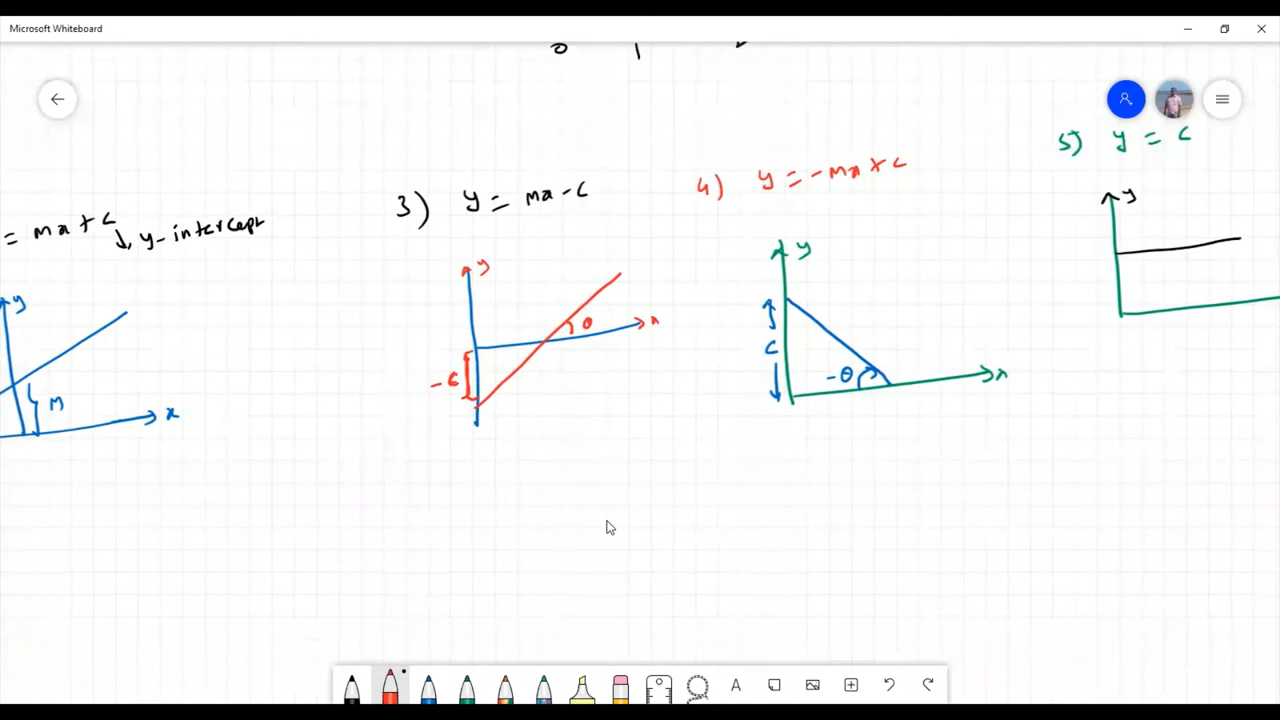 Microsoft Whiteboard
= mx + c
y-intercept
y
M
x
3) y = mx - c
y
θ
x
- c
4) y = - mx + c
y
c
- θ
x
5) y = c
y
A